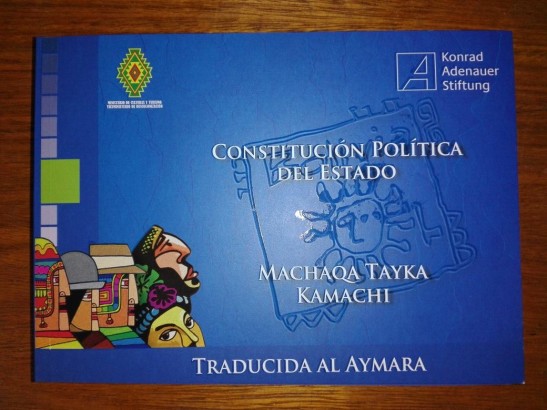 Konrad
Adenauer
Stiftung
CONSTITUCIÓN POLÍTICA
DEL ESTADO
MACHAQA TAYKA
KAMACHI
TRADUCIDA AL AYMARA